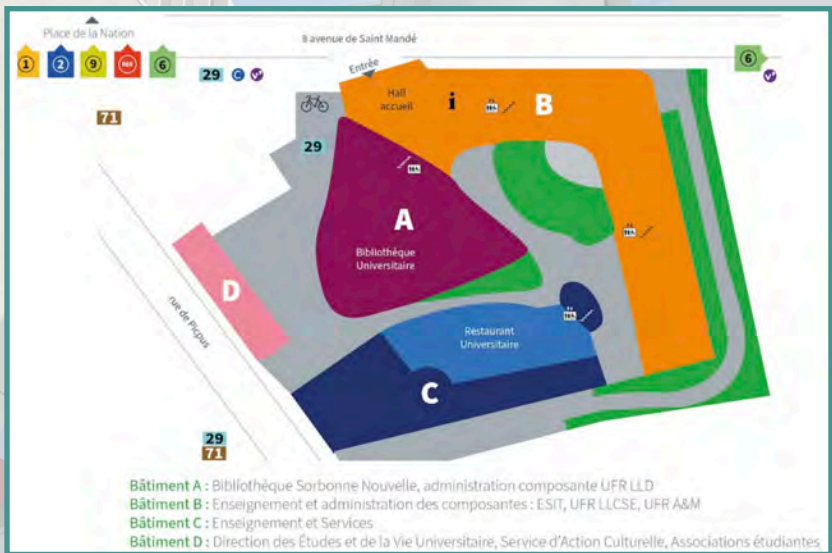 Place de la Nation
8 avenue de Saint Mandé
1 2 9 RER 6
29 C
6
Entrée
Hall
accueil
i
B
71
29
A
Bibliothèque
Universitaire
D
rue de Picpus
Restaurant
Universitaire
C
29
71
Bâtiment A : Bibliothèque Sorbonne Nouvelle, administration composante UFR LLD
Bâtiment B : Enseignement et administration des composantes : ESIT, UFR LLCSE, UFR A&M
Bâtiment C : Enseignement et Services
Bâtiment D : Direction des Études et de la Vie Universitaire, Service d'Action Culturelle, Associations étudiantes